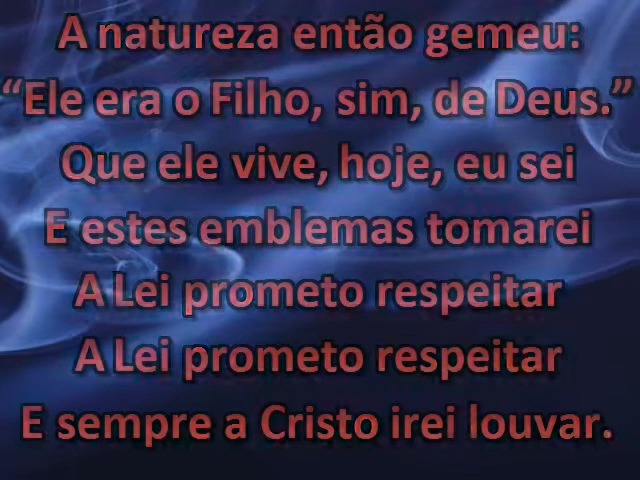 A natureza então gemeu:
“Ele era o Filho, sim, de Deus.”
Que ele vive, hoje, eu sei
E estes emblemas tomarei
A Lei prometo respeitar
A Lei prometo respeitar
E sempre a Cristo irei louvar.